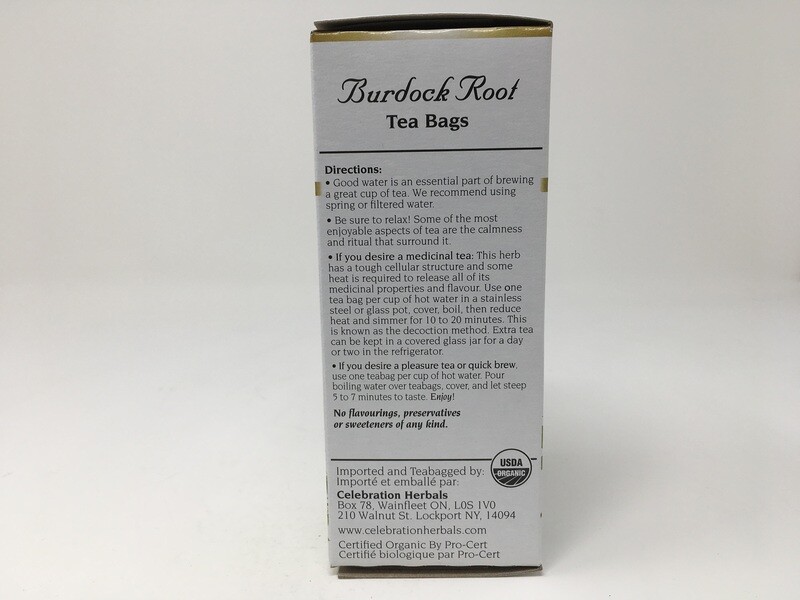 Burdock Root
Tea Bags
Directions:
• Good water is an essential part of brewing
a great cup of tea. We recommend using
spring or filtered water.
• Be sure to relax! Some of the most
enjoyable aspects of tea are the calmness
and ritual that surround it.
• If you desire a medicinal tea: This herb
has a tough cellular structure and some
heat is required to release all of its
medicinal properties and flavour. Use one
tea bag per cup of hot water in a stainless
steel or glass pot, cover, boil, then reduce
heat and simmer for 10 to 20 minutes. This
is known as the decoction method. Extra tea
can be kept in a covered glass jar for a day
or two in the refrigerator.
• If you desire a pleasure tea or quick brew,
use one teabag per cup of hot water. Pour
boiling water over teabags, cover, and let steep
5 to 7 minutes to taste. Enjoy!
No flavourings, preservatives
or sweeteners of any kind.
USDA
ORGANIC
Imported and Teabagged by:
Importé et emballé par:
Celebration Herbals
Box 78, Wainfleet ON, L0S 1V0
210 Walnut St. Lockport NY, 14094
www.celebrationherbals.com
Certified Organic By Pro-Cert
Certifié biologique par Pro-Cert